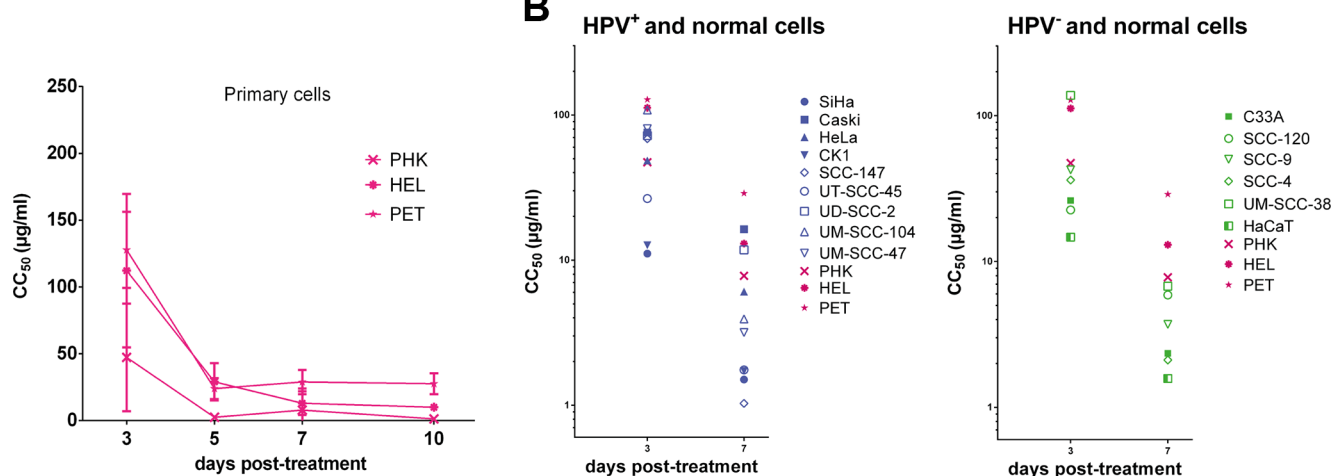 Primary cells
250
200
150
100
50
0
CC50 (µg/ml)
3 5 7 10
days post-treatment
PHK
HEL
PET
B
HPV+ and normal cells
100
10
1
CC50 (µg/ml)
3 7
days post-treatment
SiHa
Caski
HeLa
CK1
SCC-147
UT-SCC-45
UD-SCC-2
UM-SCC-104
UM-SCC-47
PHK
HEL
PET
HPV- and normal cells
100
10
1
CC50 (µg/ml)
3 7
days post-treatment
C33A
SCC-120
SCC-9
SCC-4
UM-SCC-38
HaCaT
PHK
HEL
PET